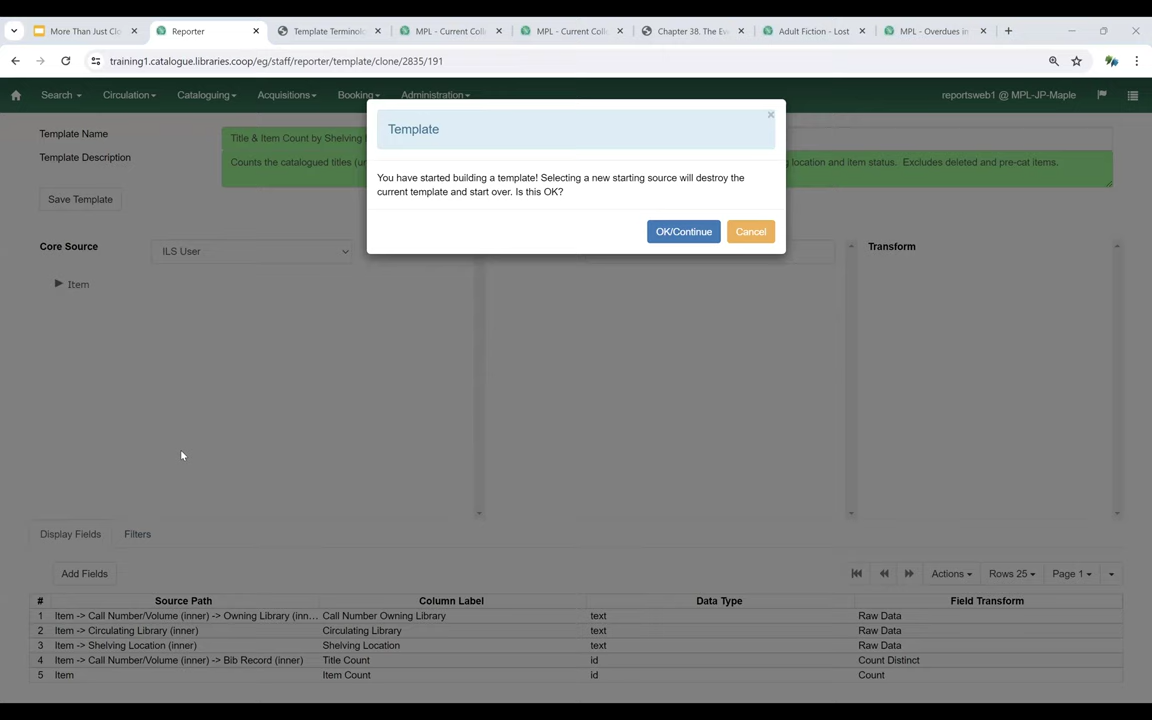 More Than Just Clo
Reporter
Template Terminolo
MPL - Current Coll
MPL - Current Coll
Chapter 38. The Ev
Adult Fiction - Lost
MPL - Overdues in
training1.catalogue.libraries.coop/eg/staff/reporter/template/clone/2835/191
Search
Circulation
Cataloguing
Acquisitions
Booking
Administration
reportsweb1 @ MPL-JP-Maple
Template Name
Title & Item Count by Shelving
Template Description
Counts the catalogued titles (un
location and item status. Excludes deleted and pre-cat items.
Template
×
You have started building a template! Selecting a new starting source will destroy the
current template and start over. Is this OK?
OK/Continue
Cancel
Save Template
Core Source
ILS User
Transform
Item
Display Fields
Filters
Add Fields
Actions
Rows 25
Page 1
# Source Path Column Label Data Type Field Transform
1 Item -> Call Number/Volume (inner) -> Owning Library (inn... Call Number Owning Library text Raw Data
2 Item -> Circulating Library (inner) Circulating Library text Raw Data
3 Item -> Shelving Location (inner) Shelving Location text Raw Data
4 Item -> Call Number/Volume (inner) -> Bib Record (inner) Title Count id Count Distinct
5 Item Item Count id Count